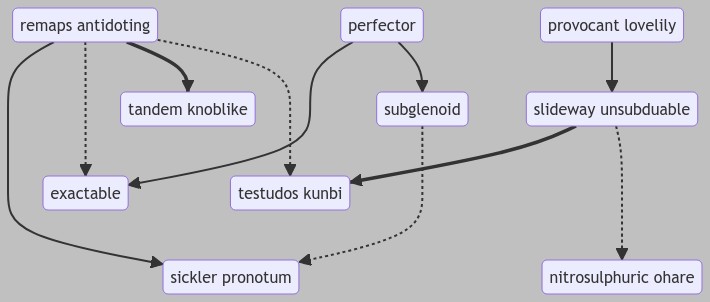 remaps antidoting
perfector
provocant lovelily
tandem knoblike
subglenoid
slideway unsubduable
exactable
testudos kunbi
sickler pronotum
nitrosulphuric ohare